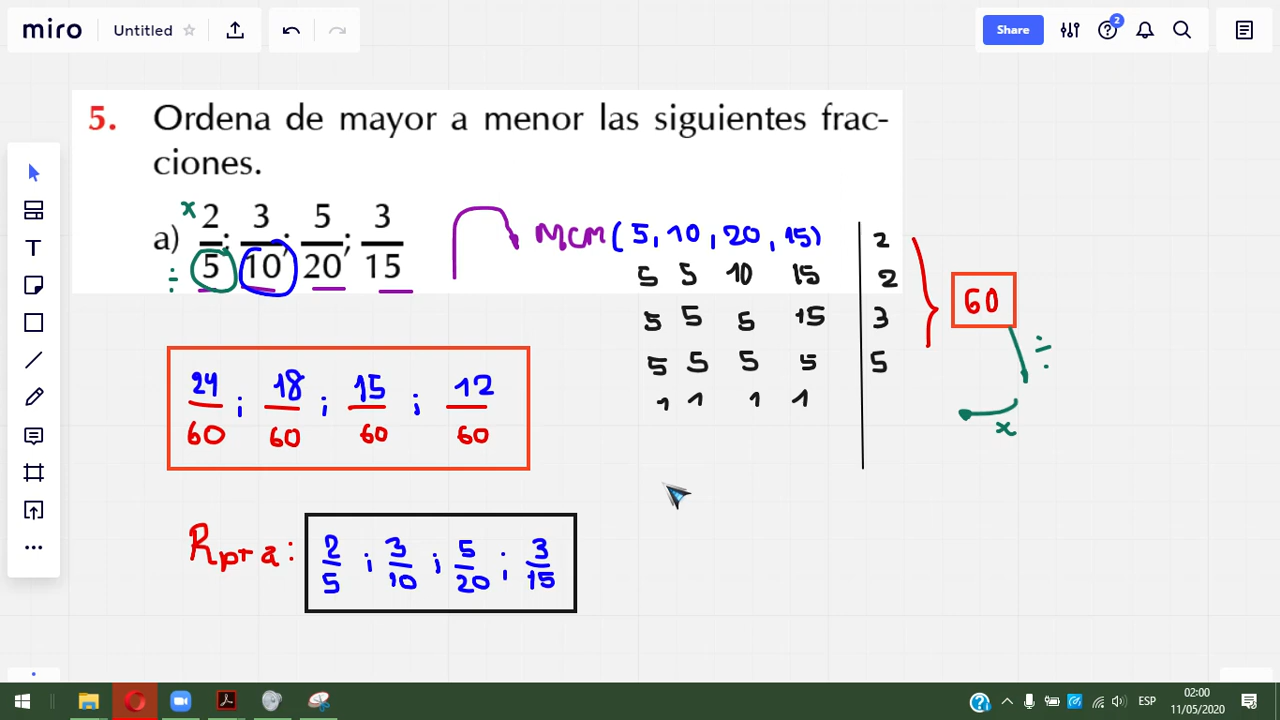 miro
Untitled
Share
2
5. Ordena de mayor a menor las siguientes frac-
ciones.
a) 2/5; 3/10; 5/20; 3/15
x
÷
MCM(5,10,20,15) 2
5 5 10 15 2
5 5 5 15 3
5 5 5 5 5
1 1 1 1
60
÷
x
24/60 ; 18/60 ; 15/60 ; 12/60
Rpta: 2/5 ; 3/10 ; 5/20 ; 3/15
ESP
02:00
11/05/2020